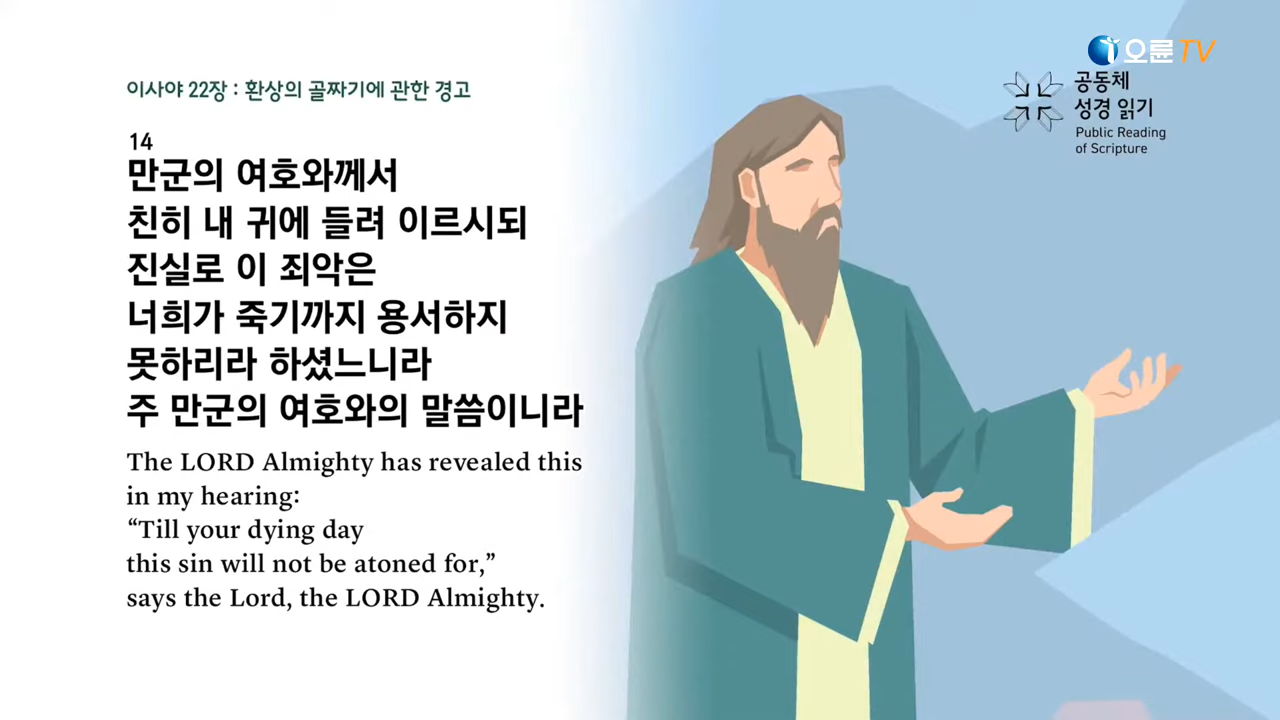 오륜TV
공동체
성경 읽기
Public Reading
of Scripture
이사야 22장 : 환상의 골짜기에 관한 경고
14
만군의 여호와께서
친히 내 귀에 들려 이르시되
진실로 이 죄악은
너희가 죽기까지 용서하지
못하리라 하셨느니라
주 만군의 여호와의 말씀이니라
The LORD Almighty has revealed this
in my hearing:
“Till your dying day
this sin will not be atoned for,”
says the Lord, the LORD Almighty.